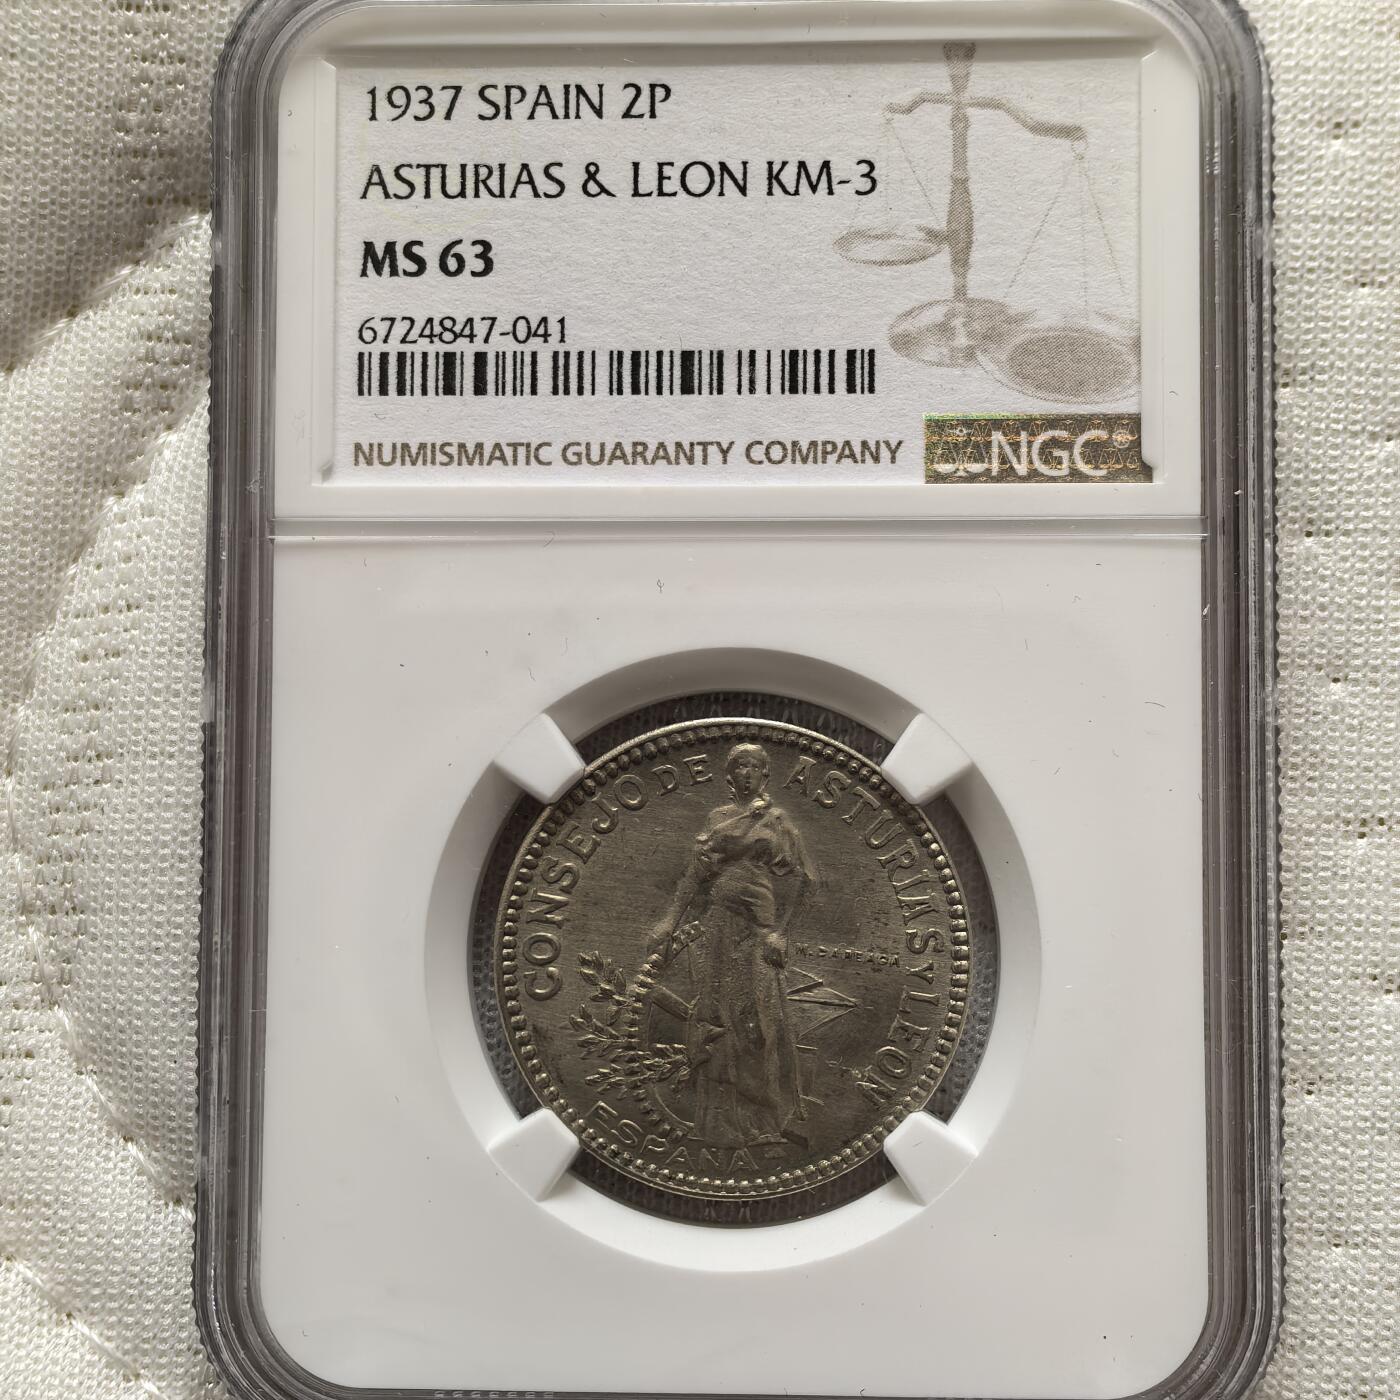 1937 SPAIN 2P
ASTURIAS & LEON KM-3
MS 63
6724847-041
NUMISMATIC GUARANTY COMPANY
NGC
CONSEJO DE ASTURIAS Y LEON
ESPAÑA